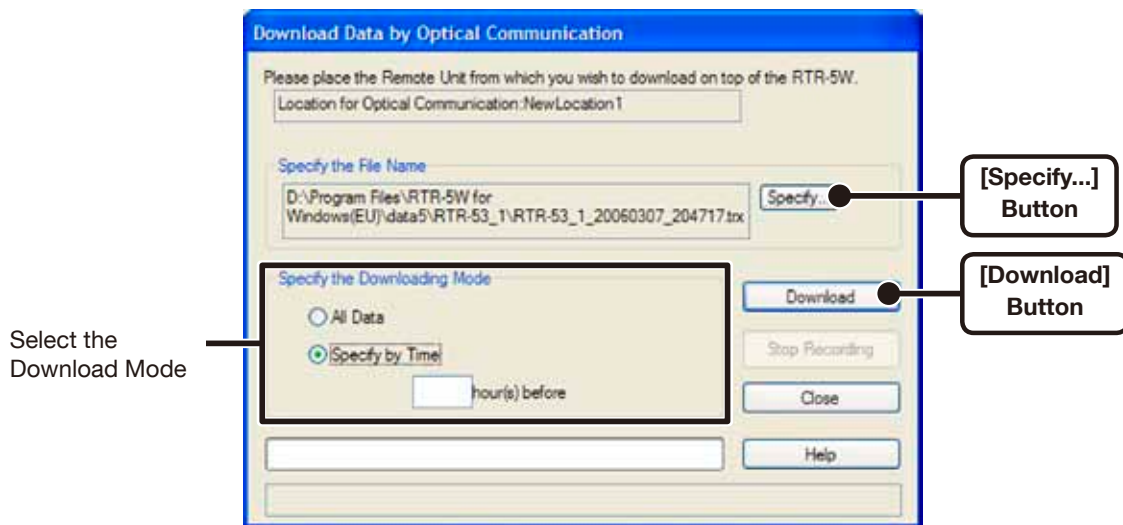 Download Data by Optical Communication
Please place the Remote Unit from which you wish to download on top of the RTR-5W.
Location for Optical Communication:NewLocation1
Specify the File Name
D:\Program Files\RTR-5W for
Windows(EU)\data5\RTR-53_1\RTR-53_1_20060307_204717.trx
Specify...
[Specify...]
Button
Specify the Downloading Mode
All Data
Specify by Time
hour(s) before
Select the
Download Mode
Download
[Download]
Button
Stop Recording
Close
Help